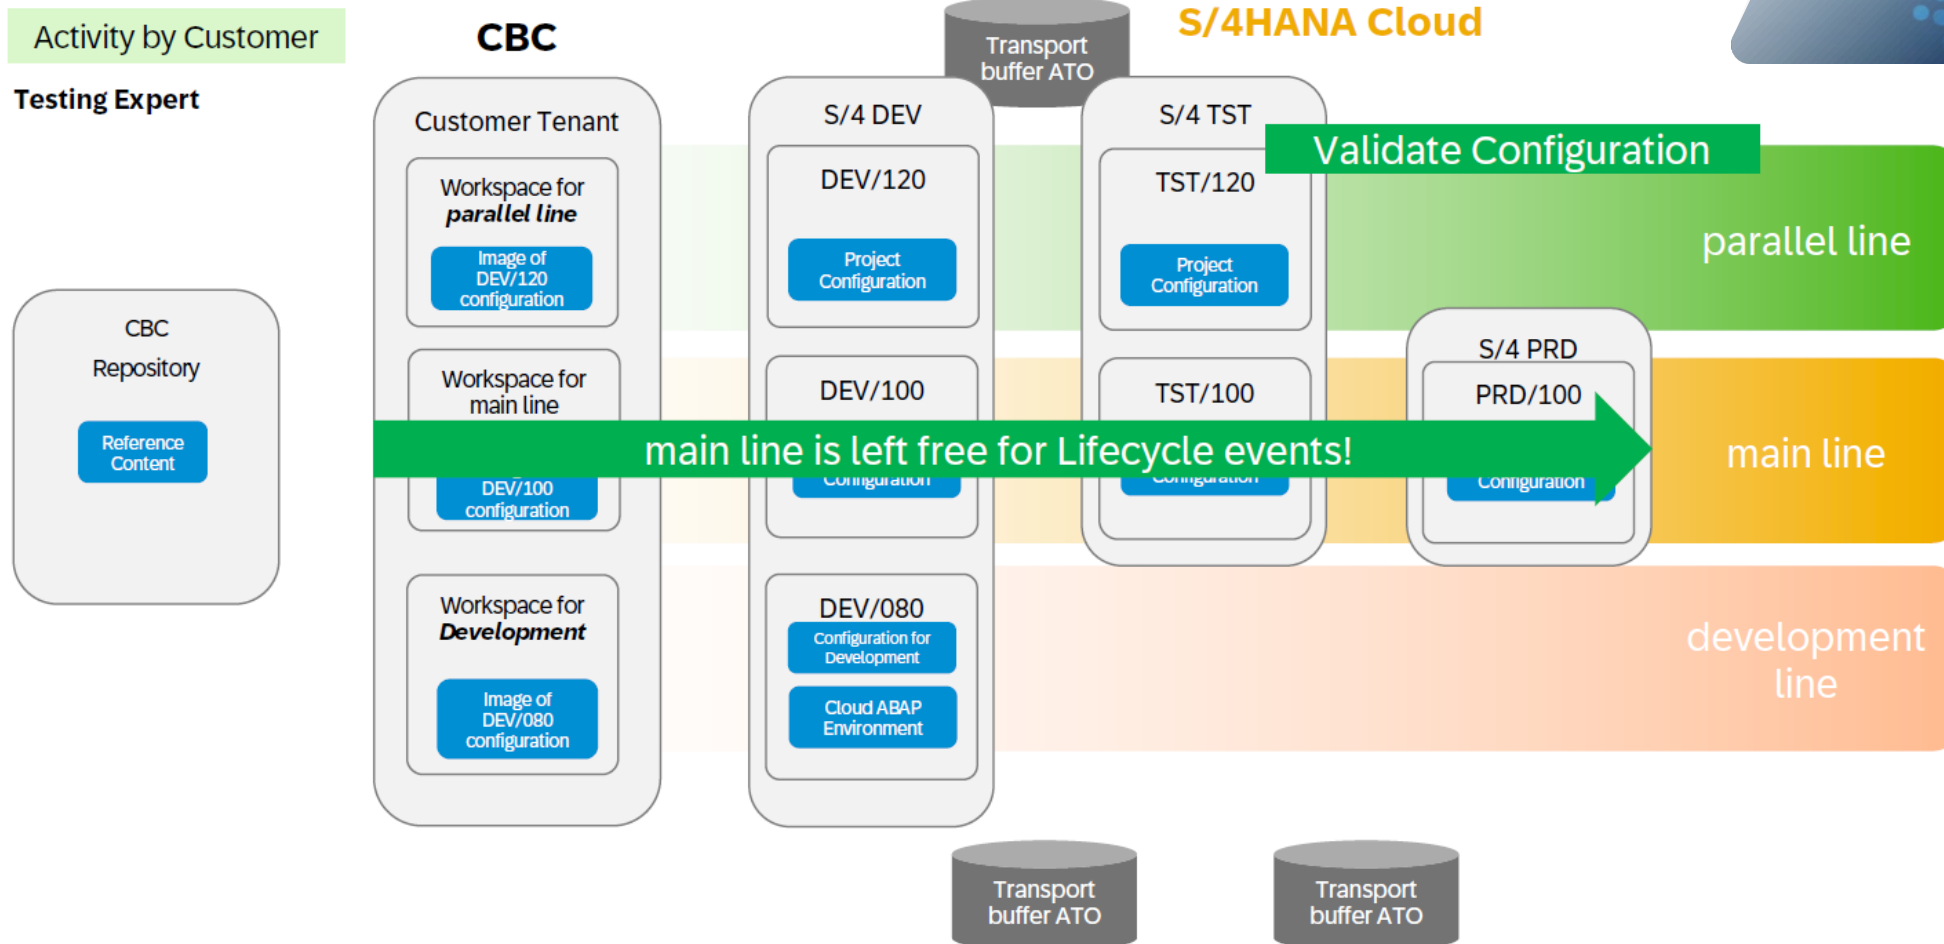 Activity by Customer
Testing Expert
CBC
S/4HANA Cloud
Transport
buffer ATO
CBC
Repository
Reference
Content
Customer Tenant
Workspace for
parallel line
Image of
DEV/120
configuration
Workspace for
main line
DEV/100
configuration
Workspace for
Development
Image of
DEV/080
configuration
S/4 DEV
DEV/120
Project
Configuration
DEV/100
Configuration
DEV/080
Configuration for
Development
Cloud ABAP
Environment
S/4 TST
TST/120
Project
Configuration
TST/100
Configuration
S/4 PRD
PRD/100
Configuration
Validate Configuration
parallel line
main line is left free for Lifecycle events!
main line
development
line
Transport
buffer ATO
Transport
buffer ATO